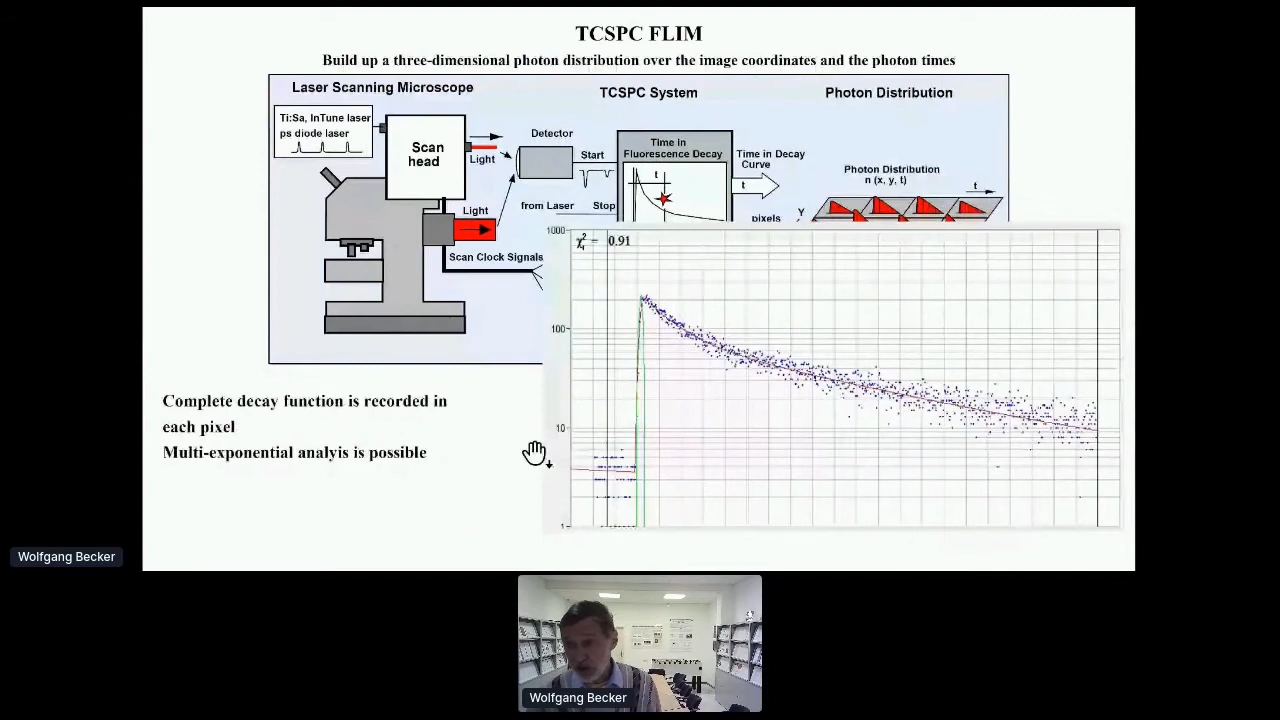 TCSPC FLIM
Build up a three-dimensional photon distribution over the image coordinates and the photon times
Laser Scanning Microscope
TCSPC System
Photon Distribution
Ti:Sa, InTune laser
ps diode laser
Scan
head
Light
Light
Detector
Start
from Laser
Stop
Scan Clock Signals
Time in
Fluorescence Decay
t
Time in Decay
Curve
t
pixels
Photon Distribution
n (x, y, t)
t
Y
χ²r = 0.91
1000
100
10
1
Complete decay function is recorded in
each pixel
Multi-exponential analyis is possible
Wolfgang Becker
Wolfgang Becker